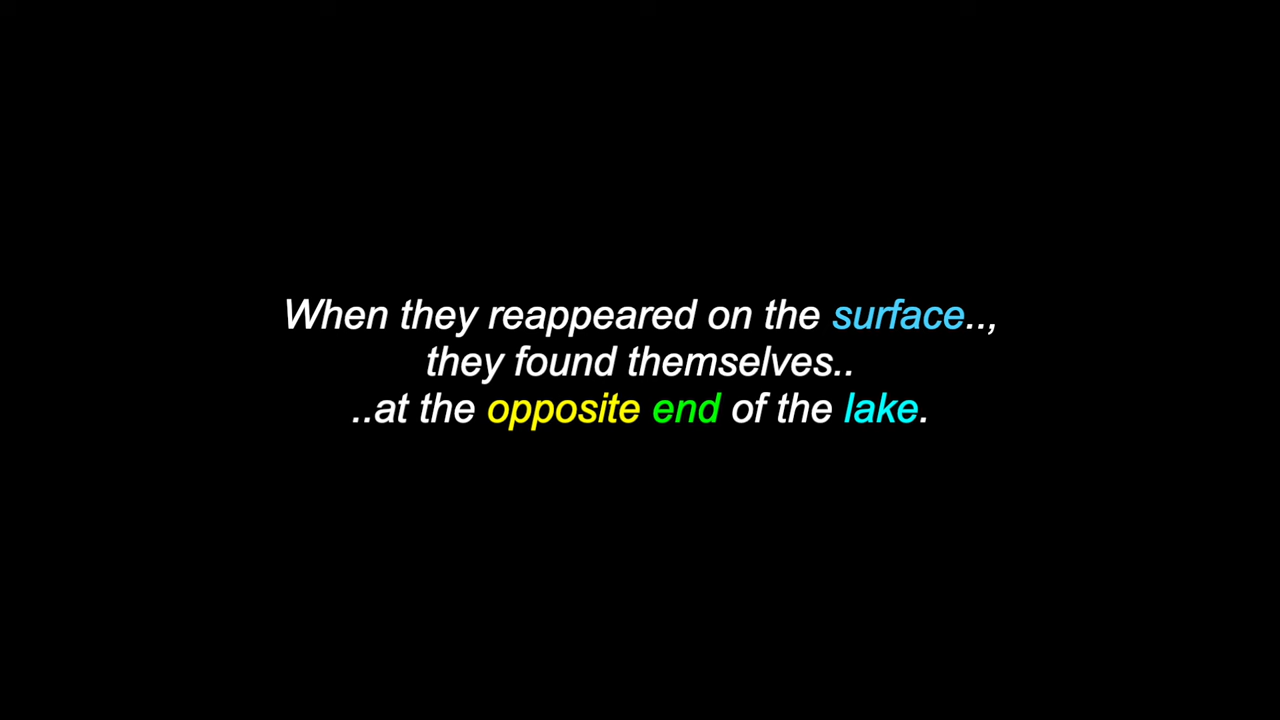 When they reappeared on the surface..,
they found themselves..
..at the opposite end of the lake.